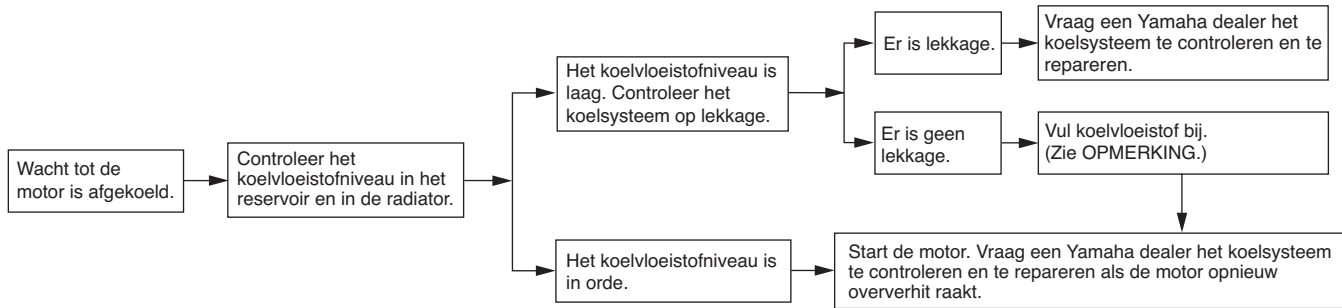 Wacht tot de
motor is afgekoeld.
Controleer het
koelvloeistofniveau in het
reservoir en in de radiator.
Het koelvloeistofniveau is
laag. Controleer het
koelsysteem op lekkage.
Er is lekkage.
Vraag een Yamaha dealer het
koelsysteem te controleren en te
repareren.
Er is geen
lekkage.
Vul koelvloeistof bij.
(Zie OPMERKING.)
Het koelvloeistofniveau is
in orde.
Start de motor. Vraag een Yamaha dealer het koelsysteem
te controleren en te repareren als de motor opnieuw
oververhit raakt.